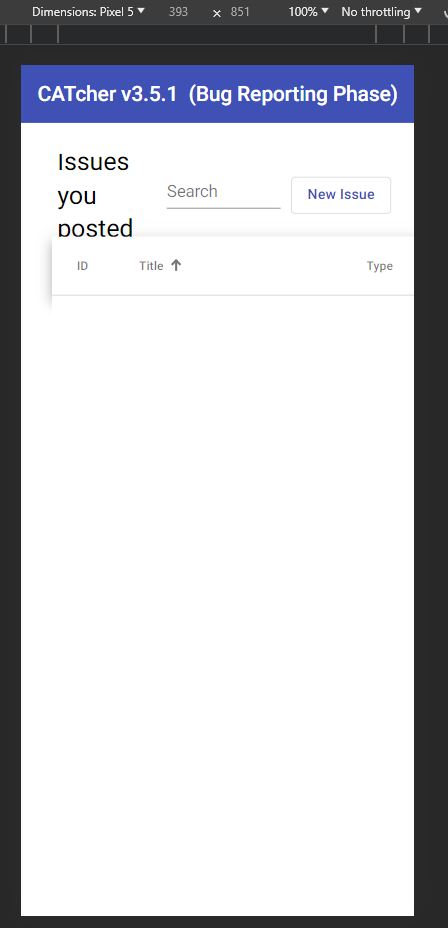 Dimensions: Pixel 5 393 × 851 100% No throttling
CATcher v3.5.1 (Bug Reporting Phase)
Issues
you
posted
Search
New Issue
ID Title Type